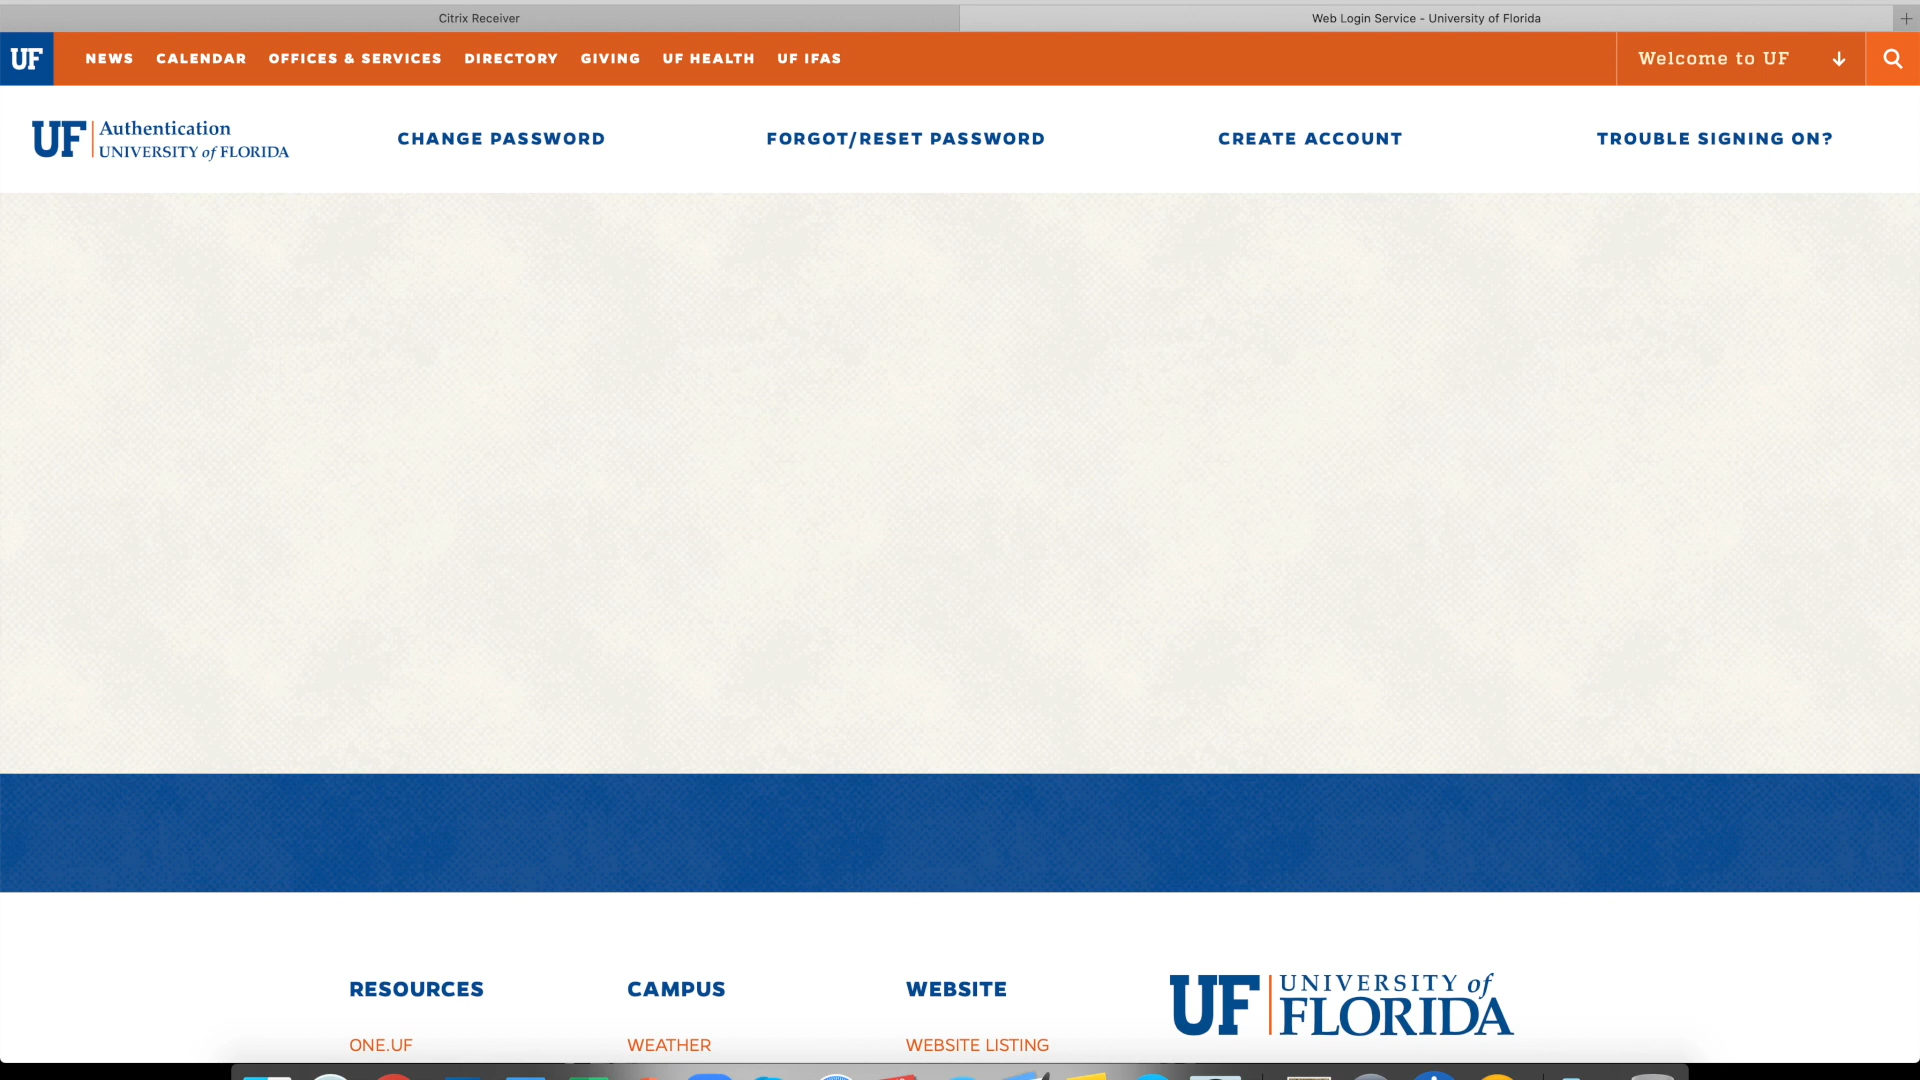 Citrix Receiver
Web Login Service - University of Florida
UF NEWS CALENDAR OFFICES & SERVICES DIRECTORY GIVING UF HEALTH UF IFAS Welcome to UF
UF Authentication
UNIVERSITY of FLORIDA
CHANGE PASSWORD FORGOT/RESET PASSWORD CREATE ACCOUNT TROUBLE SIGNING ON?
RESOURCES CAMPUS WEBSITE
UF UNIVERSITY of
FLORIDA
ONE.UF WEATHER WEBSITE LISTING